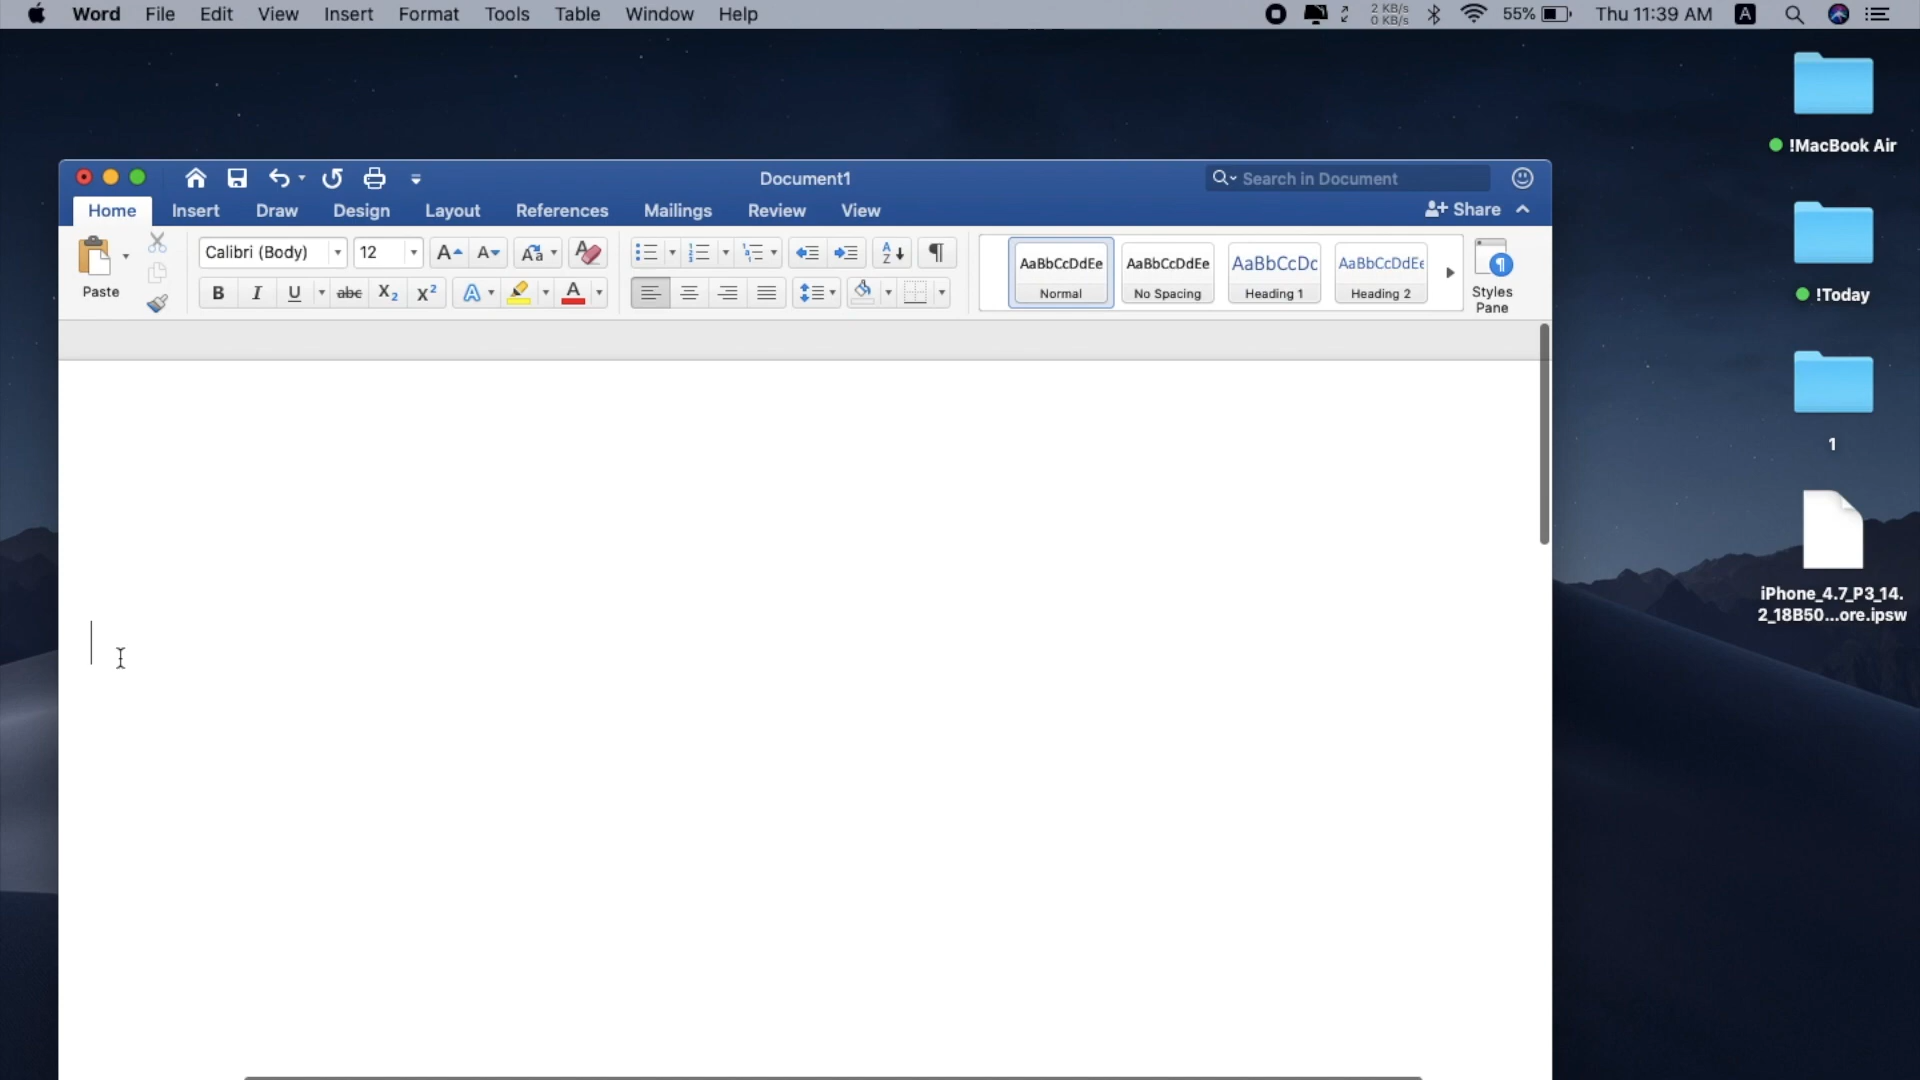 Word File Edit View Insert Format Tools Table Window Help
2 KB/s
0 KB/s
55% Thu 11:39 AM A
!MacBook Air
!Today
1
iPhone_4.7_P3_14.
2_18B50...ore.ipsw
Document1
Search in Document
Home Insert Draw Design Layout References Mailings Review View
Share
Paste
Calibri (Body) 12
AaBbCcDdEe AaBbCcDdEe AaBbCcDc AaBbCcDdEe
Normal No Spacing Heading 1 Heading 2
Styles
Pane
B I U abc X₂ X² A A